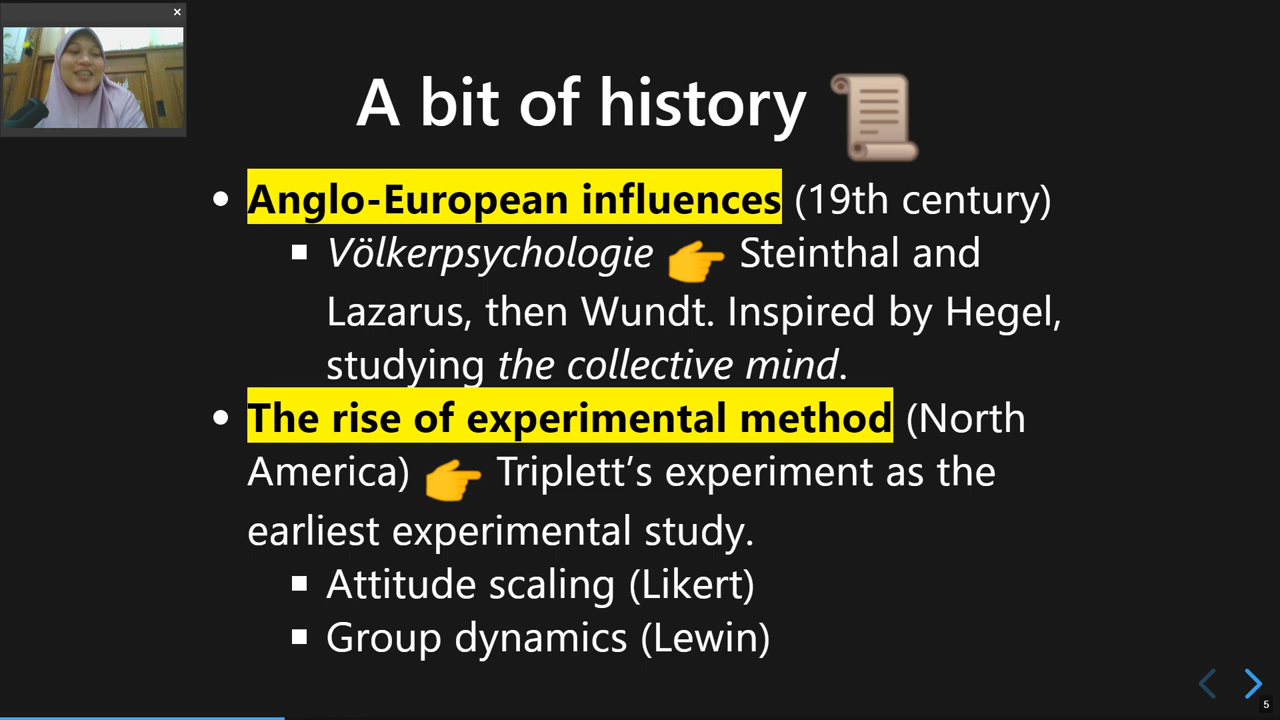 A bit of history
Anglo-European influences (19th century)
Völkerpsychologie 👉 Steinthal and
Lazarus, then Wundt. Inspired by Hegel,
studying the collective mind.
The rise of experimental method (North
America) 👉 Triplett’s experiment as the
earliest experimental study.
Attitude scaling (Likert)
Group dynamics (Lewin)
5